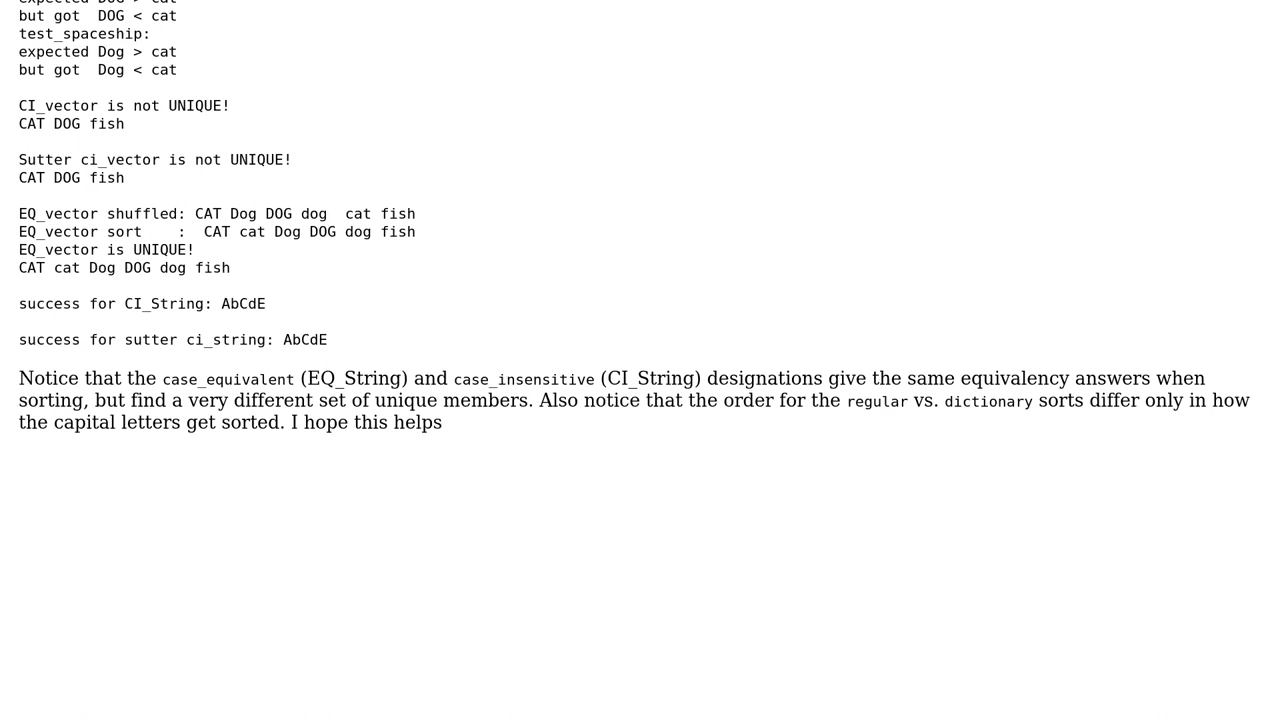 expected DOG > cat
but got  DOG < cat
test_spaceship:
expected Dog > cat
but got  Dog < cat
CI_vector is not UNIQUE!
CAT DOG fish
Sutter ci_vector is not UNIQUE!
CAT DOG fish
EQ_vector shuffled: CAT Dog DOG dog  cat fish
EQ_vector sort    :  CAT cat Dog DOG dog fish
EQ_vector is UNIQUE!
CAT cat Dog DOG dog fish
success for CI_String: AbCdE
success for sutter ci_string: AbCdE
Notice that the case_equivalent (EQ_String) and case_insensitive (CI_String) designations give the same equivalency answers when
sorting, but find a very different set of unique members. Also notice that the order for the regular vs. dictionary sorts differ only in how
the capital letters get sorted. I hope this helps